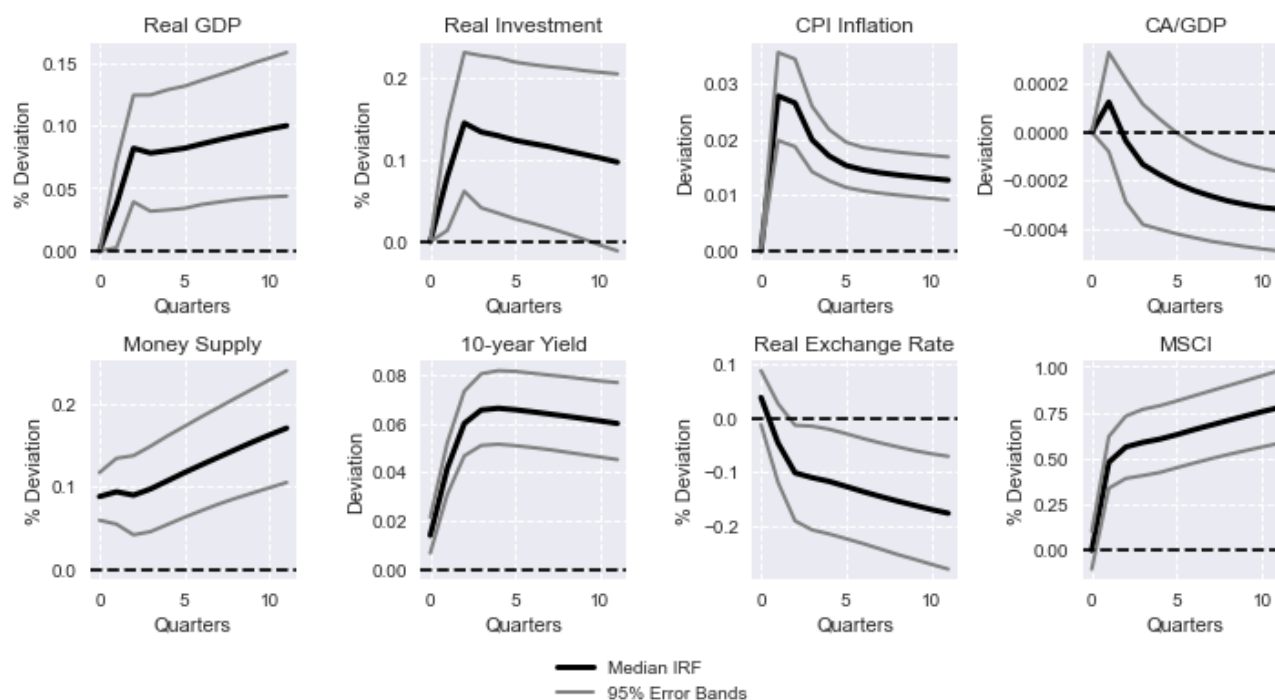 Real GDP
Real Investment
CPI Inflation
CA/GDP
% Deviation
0.15
0.10
0.05
0.00
0 5 10
Quarters
% Deviation
0.2
0.1
0.0
0 5 10
Quarters
Deviation
0.03
0.02
0.01
0.00
0 5 10
Quarters
Deviation
0.0002
0.0000
−0.0002
−0.0004
0 5 10
Quarters
Money Supply
10-year Yield
Real Exchange Rate
MSCI
% Deviation
0.2
0.1
0.0
0 5 10
Quarters
Deviation
0.08
0.06
0.04
0.02
0.00
0 5 10
Quarters
% Deviation
0.1
0.0
−0.1
−0.2
0 5 10
Quarters
% Deviation
1.00
0.75
0.50
0.25
0.00
0 5 10
Quarters
Median IRF
95% Error Bands